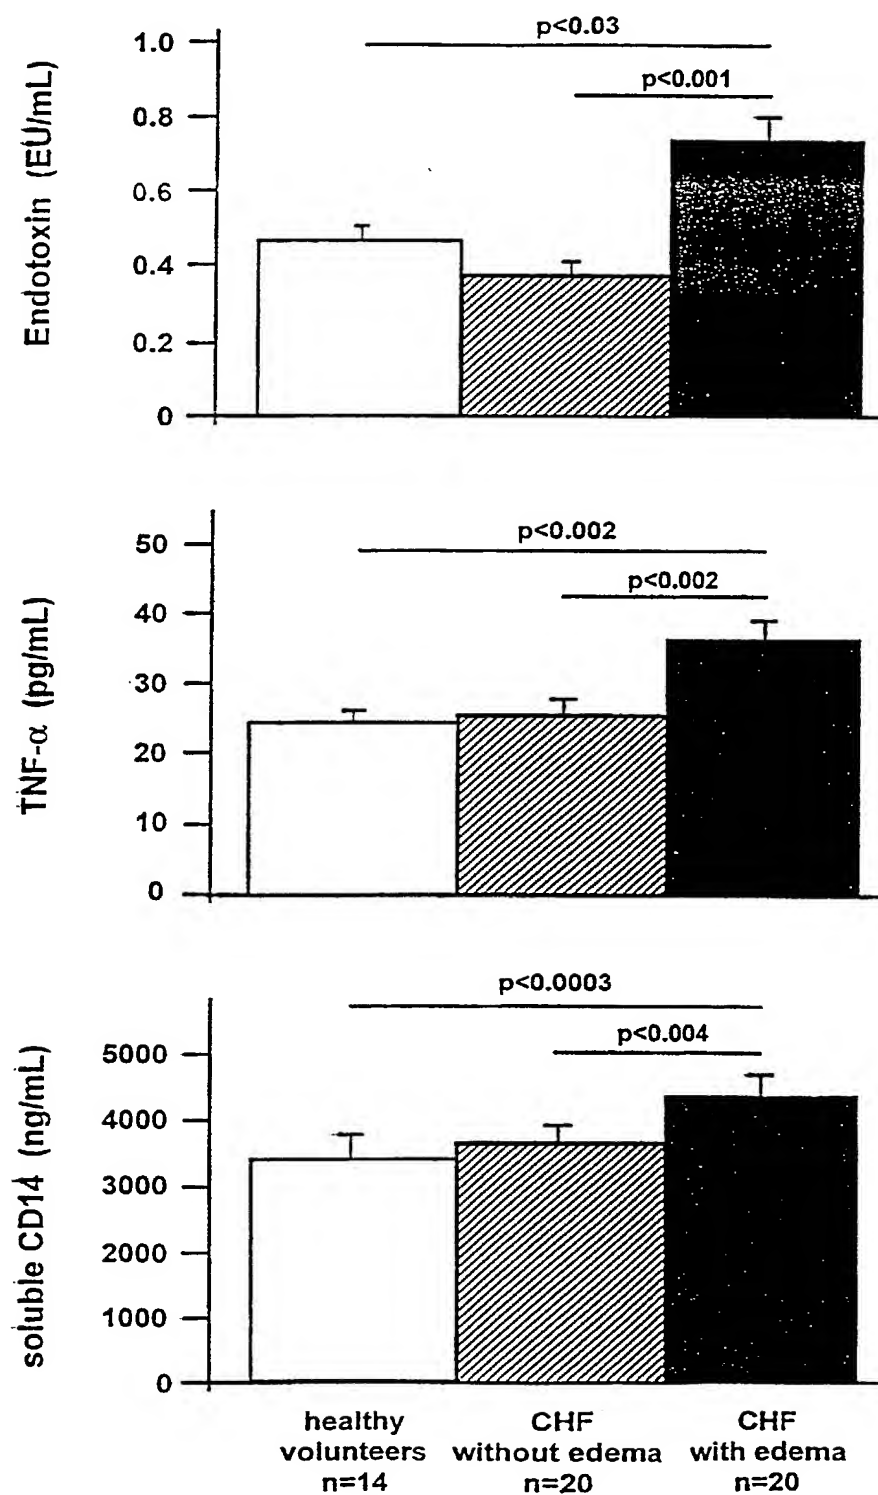 p<0.03
p<0.001
Endotoxin (EU/mL)
1.0
0.8
0.6
0.4
0.2
0
p<0.002
p<0.002
TNF-α (pg/mL)
50
40
30
20
10
0
p<0.0003
p<0.004
soluble CD14 (ng/mL)
5000
4000
3000
2000
1000
0
healthy
volunteers
n=14
CHF
without edema
n=20
CHF
with edema
n=20